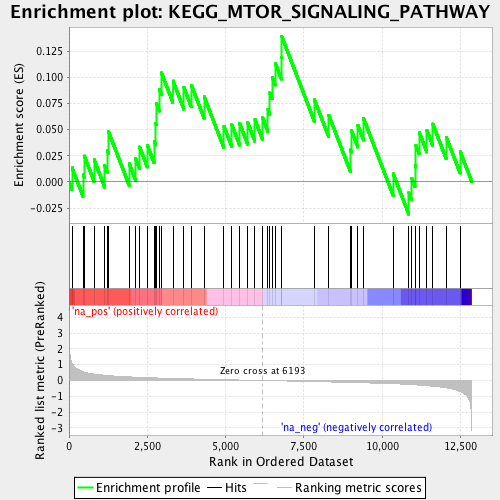 Enrichment plot: KEGG_MTOR_SIGNALING_PATHWAY
Enrichment score (ES)
0.125
0.100
0.075
0.050
0.025
0.000
-0.025
'na_pos' (positively correlated)
Ranked list metric (PreRanked)
4
3
2
1
0
-1
-2
-3
Zero cross at 6193
'na_neg' (negatively correlated)
0
2,500
5,000
7,500
10,000
12,500
Rank in Ordered Dataset
Enrichment profile
Hits
Ranking metric scores